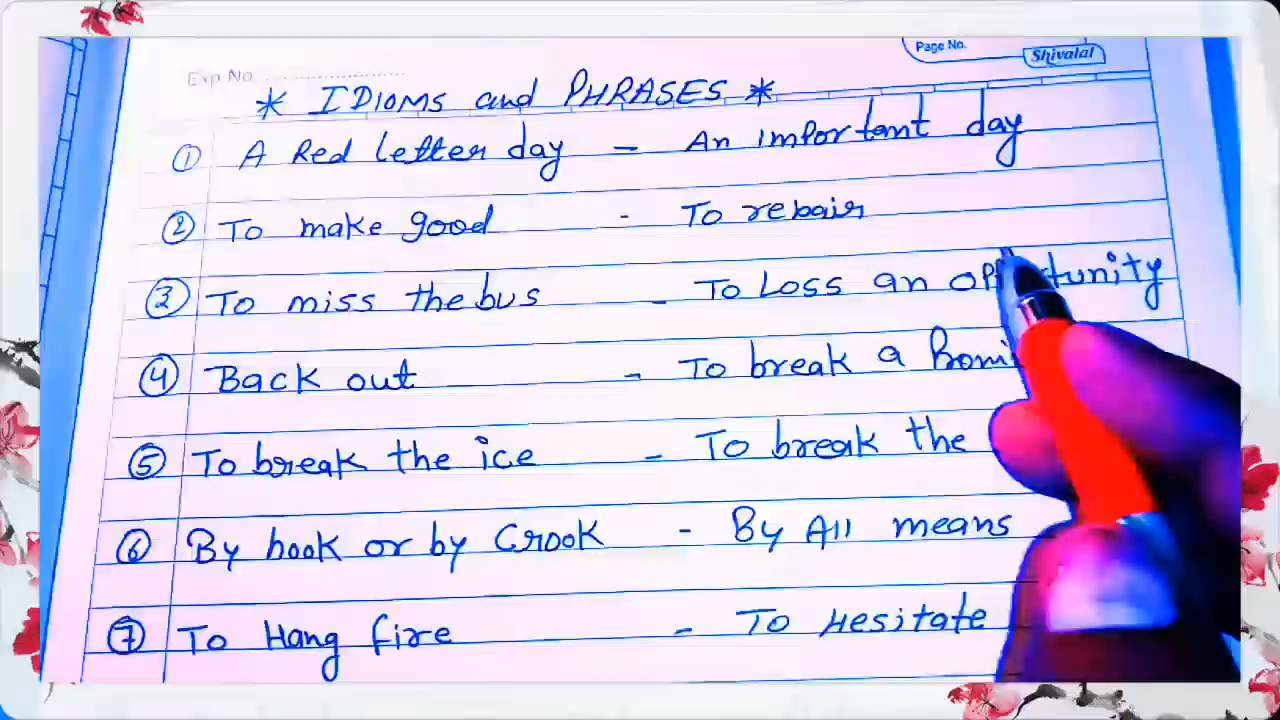 Page No.
Shivalal
Exp No.
* IDIOMS and PHRASES *
① A Red letter day - An important day
② To make good - To repair
③ To miss the bus - To Loss an opportunity
④ Back out - To break a
⑤ To break the ice - To break the
⑥ By hook or by Crook - By All means
⑦ To Hang fire - To Hesitate